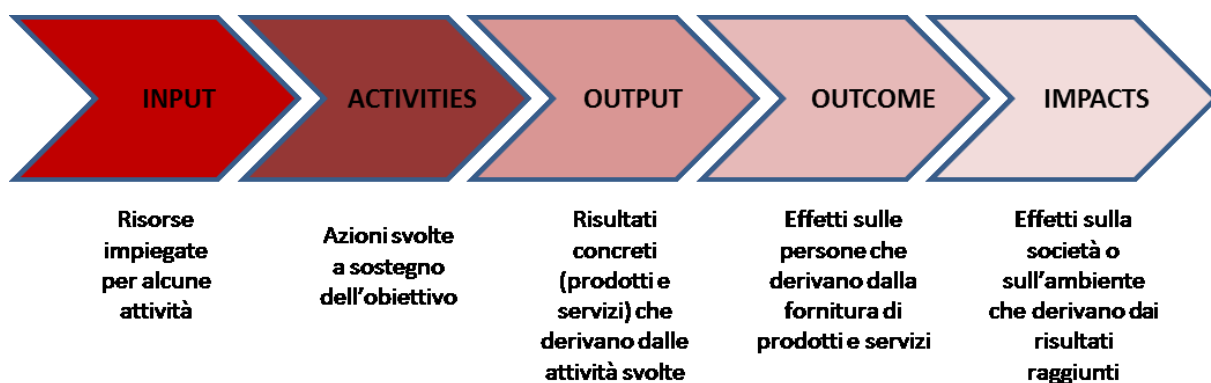 INPUT
ACTIVITIES
OUTPUT
OUTCOME
IMPACTS
Risorse
impiegate
per alcune
attività
Azioni svolte
a sostegno
dell'obiettivo
Risultati
concreti
(prodotti e
servizi) che
derivano dalle
attività svolte
Effetti sulle
persone che
derivano dalla
fornitura di
prodotti e servizi
Effetti sulla
società o
sull'ambiente
che derivano dai
risultati
raggiunti